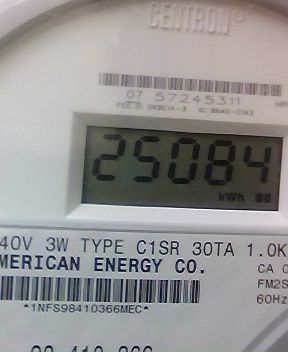 CENTRON®
07 57245311
25084
kWh
40V 3W TYPE C1SR 30TA 1.0K
MERICAN ENERGY CO.
CA 0
FM2S
60Hz
*1NFS98410366MEC*